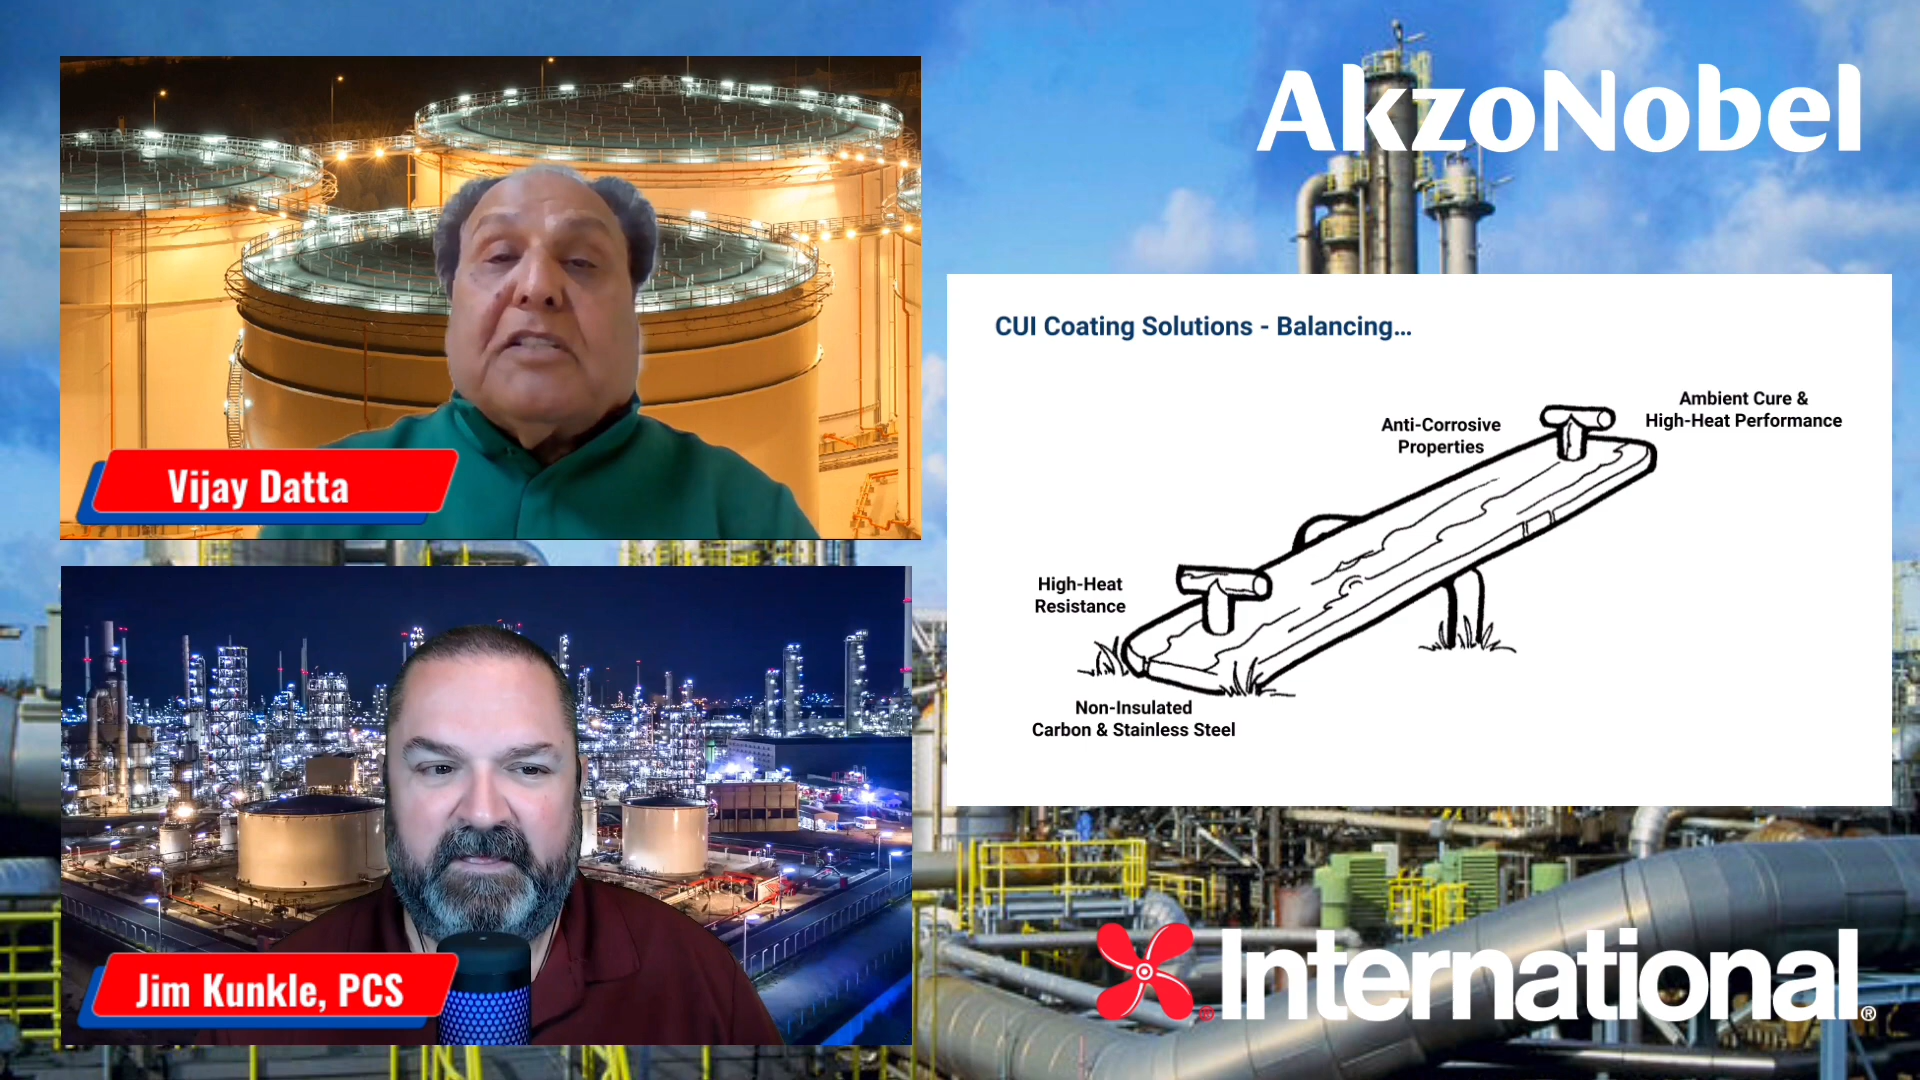 AkzoNobel
Vijay Datta
CUI Coating Solutions - Balancing...
Ambient Cure &
High-Heat Performance
Anti-Corrosive
Properties
High-Heat
Resistance
Non-Insulated
Carbon & Stainless Steel
Jim Kunkle, PCS
® International®